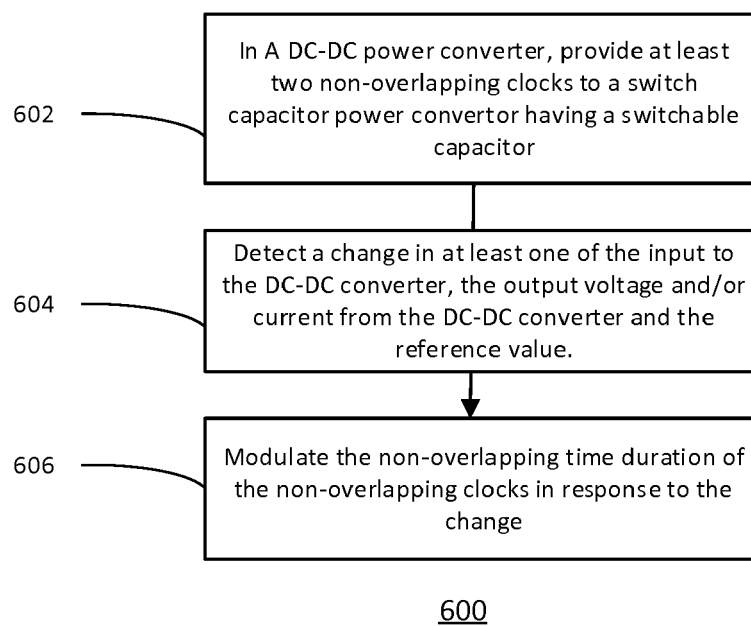 In A DC-DC power converter, provide at least
two non-overlapping clocks to a switch
capacitor power convertor having a switchable
capacitor
602
Detect a change in at least one of the input to
the DC-DC converter, the output voltage and/or
current from the DC-DC converter and the
reference value.
604
Modulate the non-overlapping time duration of
the non-overlapping clocks in response to the
change
606
600